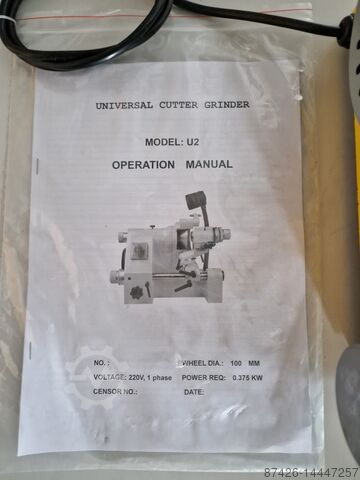 UNIVERSAL CUTTER GRINDER
MODEL: U2
OPERATION MANUAL
NO. : WHEEL DIA.: 100 MM
VOLTAGE: 220V, 1 phase POWER REQ: 0.375 KW
CENSOR NO.: DATE:
87426-14447257